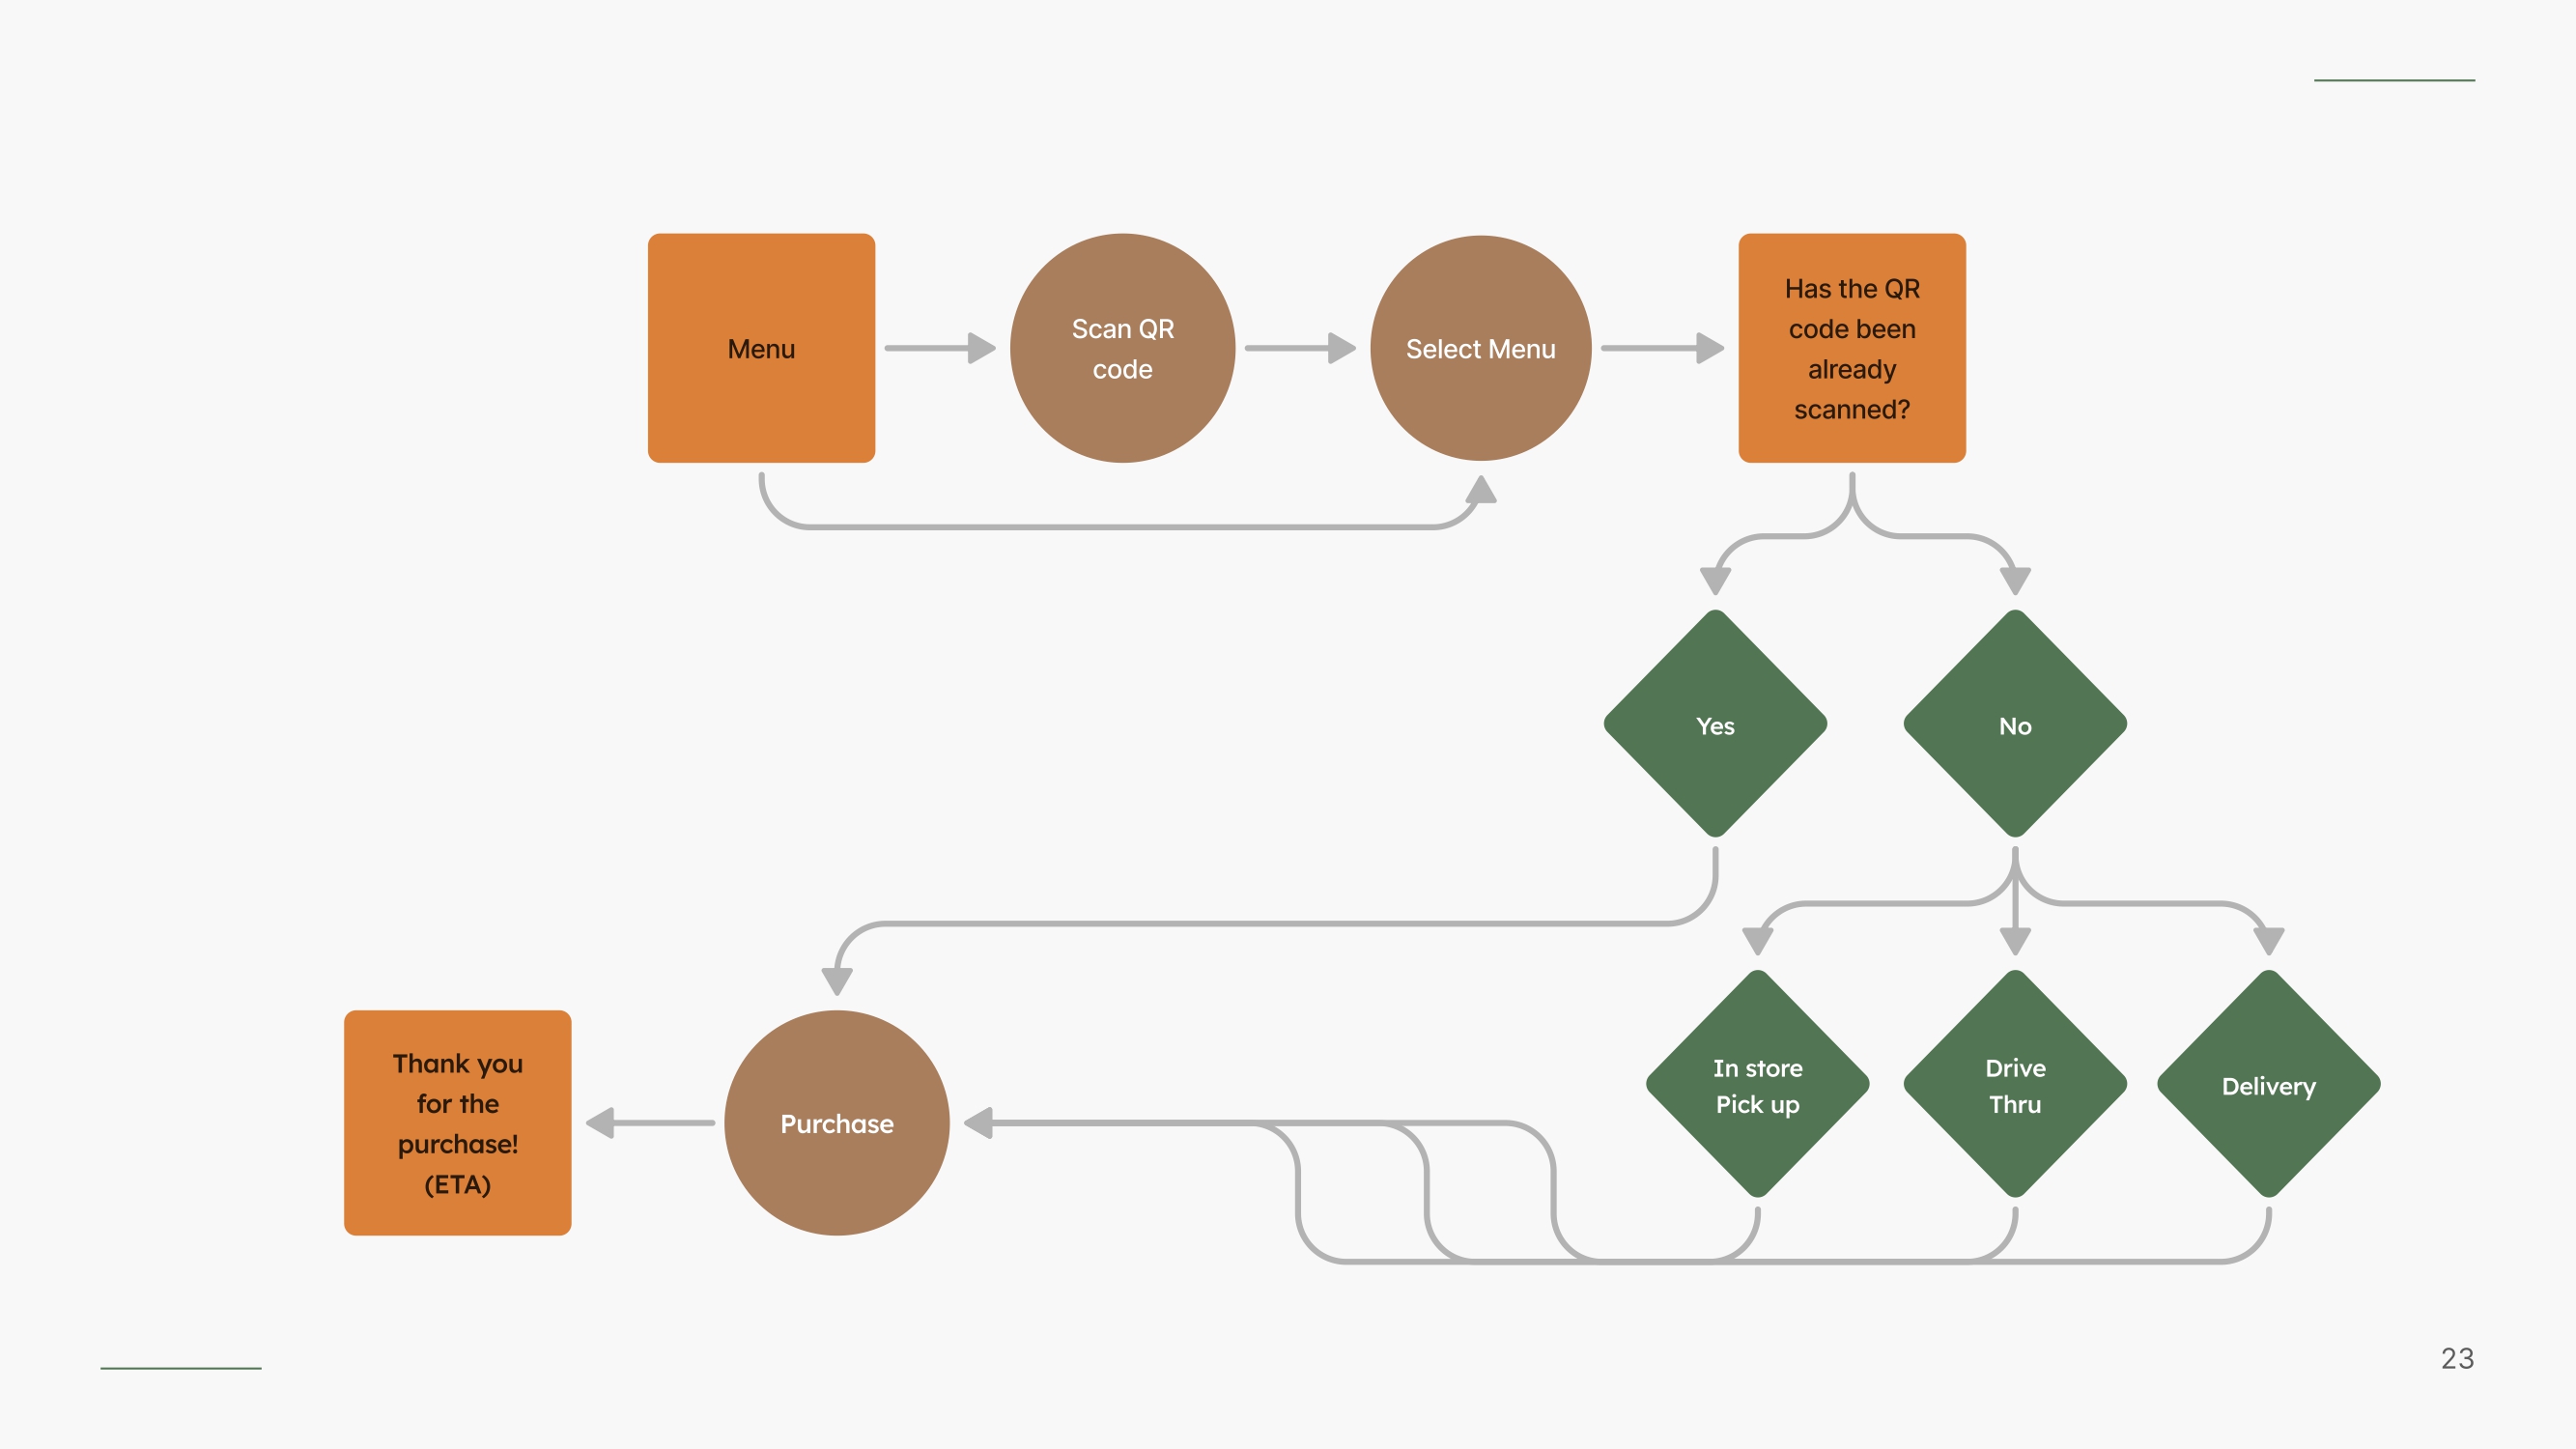 Menu
Scan QR
code
Select Menu
Has the QR
code been
already
scanned?
Yes
No
In store
Pick up
Drive
Thru
Delivery
Purchase
Thank you
for the
purchase!
(ETA)
23